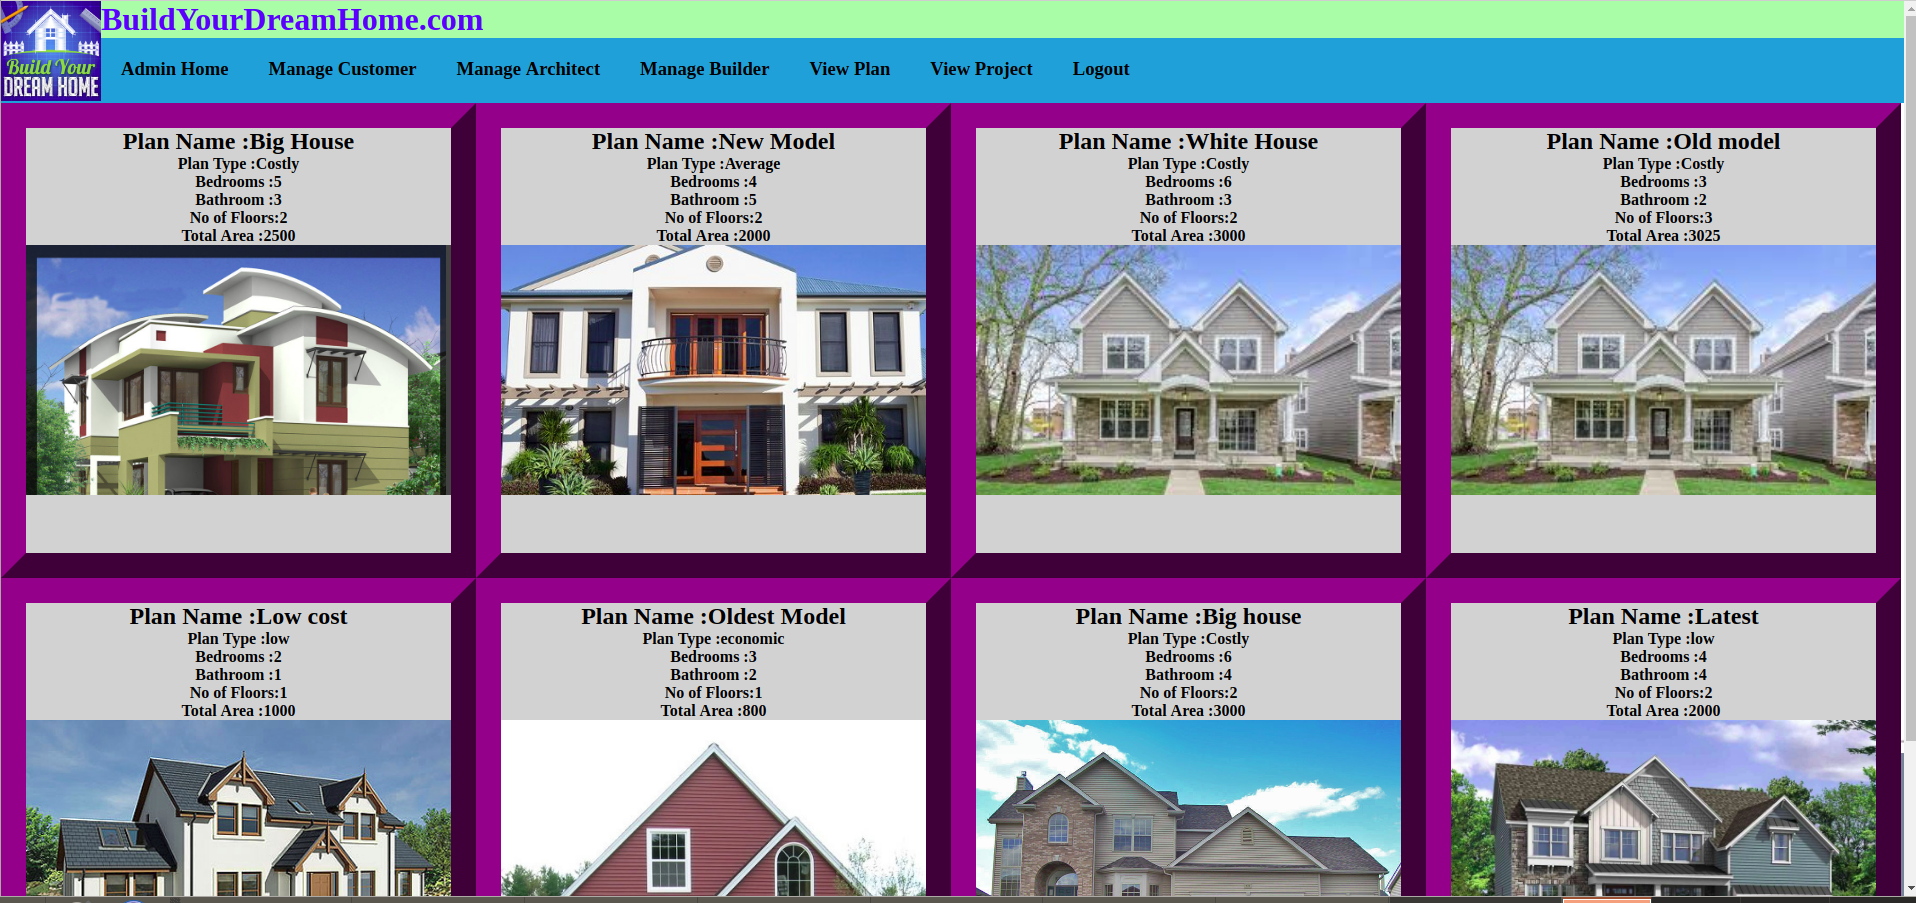 BuildYourDreamHome.com
Build Your
DREAM HOME
Admin Home Manage Customer Manage Architect Manage Builder View Plan View Project Logout
Plan Name :Big House
Plan Type :Costly
Bedrooms :5
Bathroom :3
No of Floors:2
Total Area :2500
Plan Name :New Model
Plan Type :Average
Bedrooms :4
Bathroom :5
No of Floors:2
Total Area :2000
Plan Name :White House
Plan Type :Costly
Bedrooms :6
Bathroom :3
No of Floors:2
Total Area :3000
Plan Name :Old model
Plan Type :Costly
Bedrooms :3
Bathroom :2
No of Floors:3
Total Area :3025
Plan Name :Low cost
Plan Type :low
Bedrooms :2
Bathroom :1
No of Floors:1
Total Area :1000
Plan Name :Oldest Model
Plan Type :economic
Bedrooms :3
Bathroom :2
No of Floors:1
Total Area :800
Plan Name :Big house
Plan Type :Costly
Bedrooms :6
Bathroom :4
No of Floors:2
Total Area :3000
Plan Name :Latest
Plan Type :low
Bedrooms :4
Bathroom :4
No of Floors:2
Total Area :2000